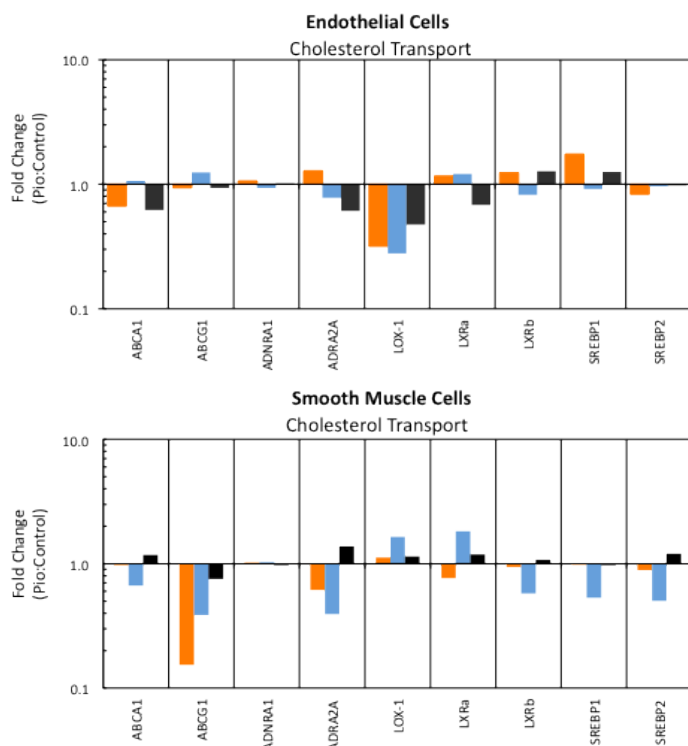 Endothelial Cells
Cholesterol Transport
Fold Change
(Pio:Control)
10.0
1.0
0.1
ABCA1
ABCG1
ADNRA1
ADRA2A
LOX-1
LXRa
LXRb
SREBP1
SREBP2
Smooth Muscle Cells
Cholesterol Transport
Fold Change
(Pio:Control)
10.0
1.0
0.1
ABCA1
ABCG1
ADNRA1
ADRA2A
LOX-1
LXRa
LXRb
SREBP1
SREBP2